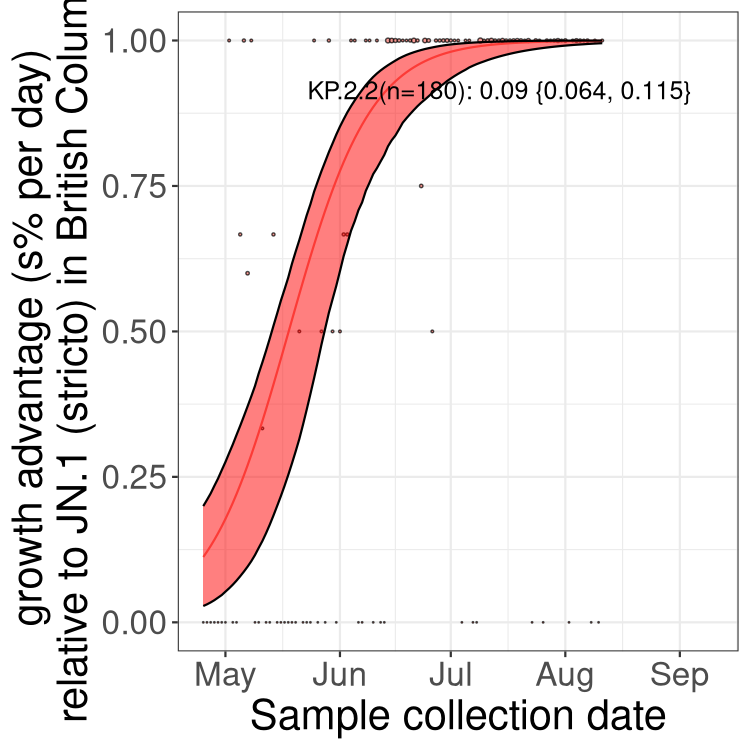 growth advantage (s% per day)
relative to JN.1 (stricto) in British Colum
1.00
0.75
0.50
0.25
0.00
KP.2.2(n=180): 0.09 {0.064, 0.115}
May Jun Jul Aug Sep
Sample collection date